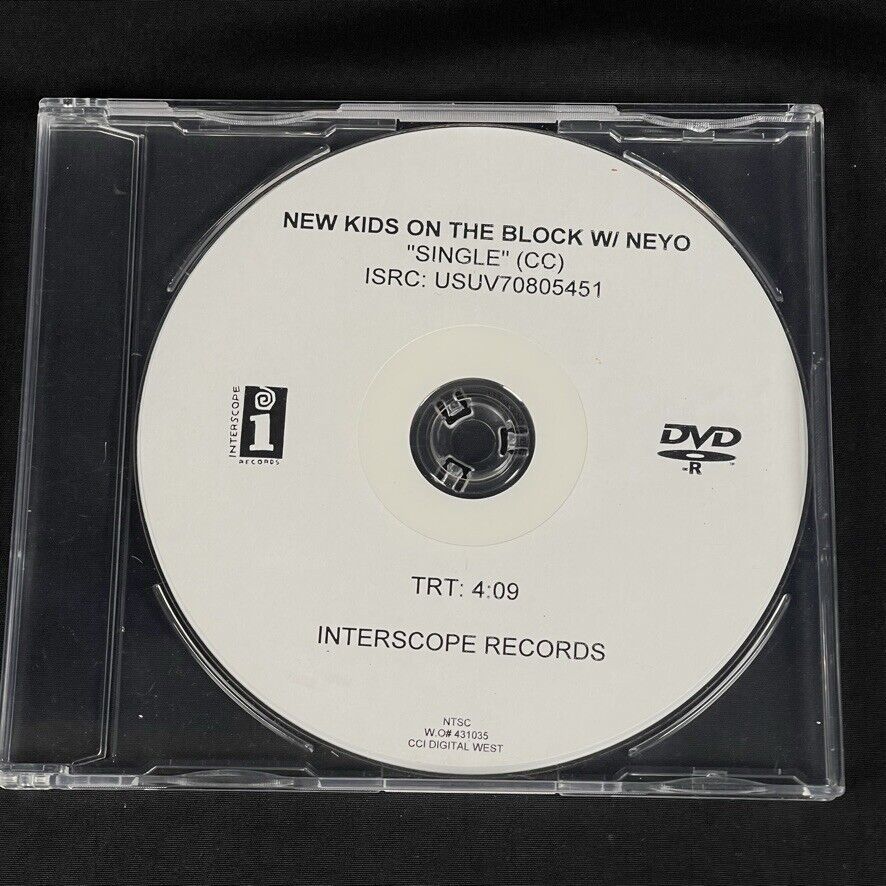 NEW KIDS ON THE BLOCK W/ NEYO
"SINGLE" (CC)
ISRC: USUV70805451
INTERSCOPE
i
RECORDS
DVD
R
TRT: 4:09
INTERSCOPE RECORDS
NTSC
W.O# 431035
CCI DIGITAL WEST